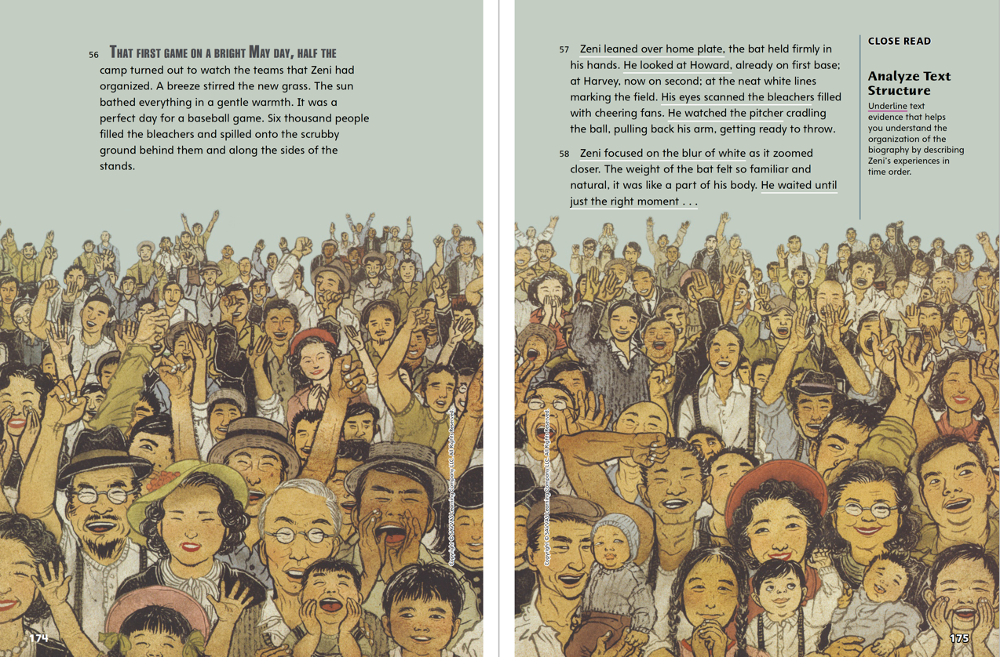 56 THAT FIRST GAME ON A BRIGHT MAY DAY, HALF THE
camp turned out to watch the teams that Zeni had
organized. A breeze stirred the new grass. The sun
bathed everything in a gentle warmth. It was a
perfect day for a baseball game. Six thousand people
filled the bleachers and spilled onto the scrubby
ground behind them and along the sides of the
stands.
Copyright © SAVVAS Learning Company LLC. All Rights Reserved.
174
57 Zeni leaned over home plate, the bat held firmly in
his hands. He looked at Howard, already on first base;
at Harvey, now on second; at the neat white lines
marking the field. His eyes scanned the bleachers filled
with cheering fans. He watched the pitcher cradling
the ball, pulling back his arm, getting ready to throw.
58 Zeni focused on the blur of white as it zoomed
closer. The weight of the bat felt so familiar and
natural, it was like a part of his body. He waited until
just the right moment . . .
CLOSE READ
Analyze Text
Structure
Underline text
evidence that helps
you understand the
organization of the
biography by describing
Zeni's experiences in
time order.
Copyright © SAVVAS Learning Company LLC. All Rights Reserved.
175